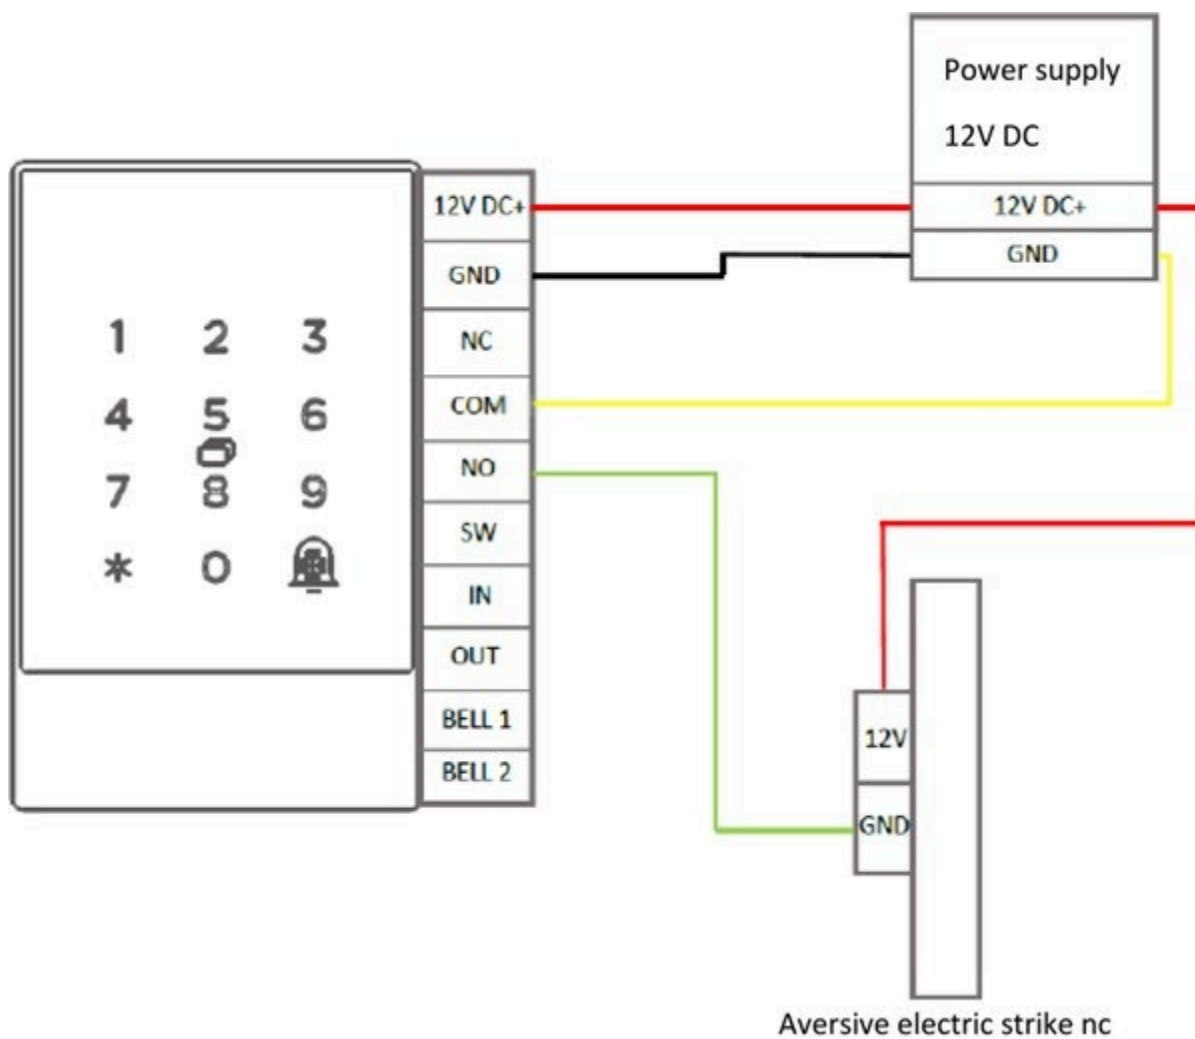 Power supply
12V DC
12V DC+
GND
12V DC+
GND
NC
COM
NO
SW
IN
OUT
BELL 1
BELL 2
1 2 3
4 5 6
7 8 9
* 0
12V
GND
Aversive electric strike nc